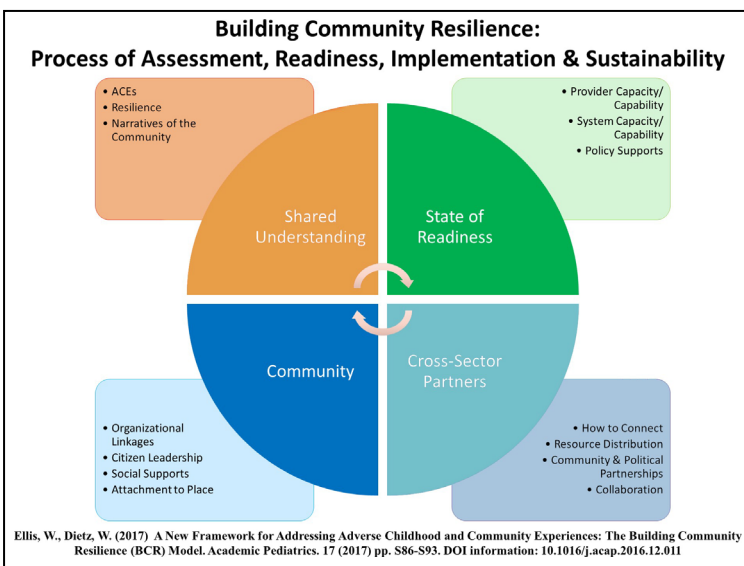 Building Community Resilience:
Process of Assessment, Readiness, Implementation & Sustainability
• ACEs
• Resilience
• Narratives of the
Community
• Provider Capacity/
Capability
• System Capacity/
Capability
• Policy Supports
Shared
Understanding
State of
Readiness
Community
Cross-Sector
Partners
• Organizational
Linkages
• Citizen Leadership
• Social Supports
• Attachment to Place
• How to Connect
• Resource Distribution
• Community & Political
Partnerships
• Collaboration
Ellis, W., Dietz, W. (2017) A New Framework for Addressing Adverse Childhood and Community Experiences: The Building Community
Resilience (BCR) Model. Academic Pediatrics. 17 (2017) pp. S86-S93. DOI information: 10.1016/j.acap.2016.12.011